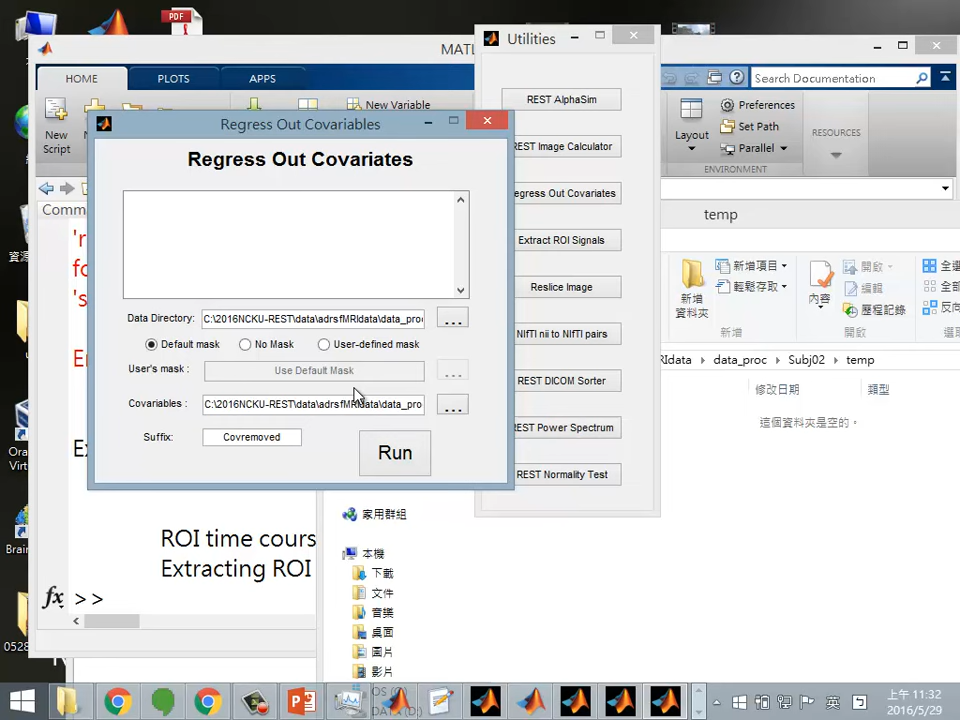 PDF
Utilities
MATL
HOME
PLOTS
APPS
Search Documentation
New
Script
New Variable
Layout
Preferences
Set Path
Parallel
RESOURCES
ENVIRONMENT
REST AlphaSim
REST Image Calculator
Regress Out Covariates
Extract ROI Signals
Reslice Image
NIfTI nii to NIfTI pairs
REST DICOM Sorter
REST Power Spectrum
REST Normality Test
Regress Out Covariables
Regress Out Covariates
Data Directory:
C:\2016NCKU-REST\data\adrsfMRIdata\data_proc
...
Default mask
No Mask
User-defined mask
User's mask :
Use Default Mask
...
Covariables :
C:\2016NCKU-REST\data\adrsfMRIdata\data_pro
...
Suffix:
Covremoved
Run
Comm
'r
fo
's
ROI time cours
Extracting ROI
fx >>
temp
新增
資料夾
新增項目
輕鬆存取
新增
內容
開啟
編輯
歷程記錄
開啟
全選
反向
data_proc
Subj02
temp
修改日期
類型
這個資料夾是空的。
家用群組
本機
下載
文件
音樂
桌面
圖片
影片
英
上午 11:32
2016/5/29